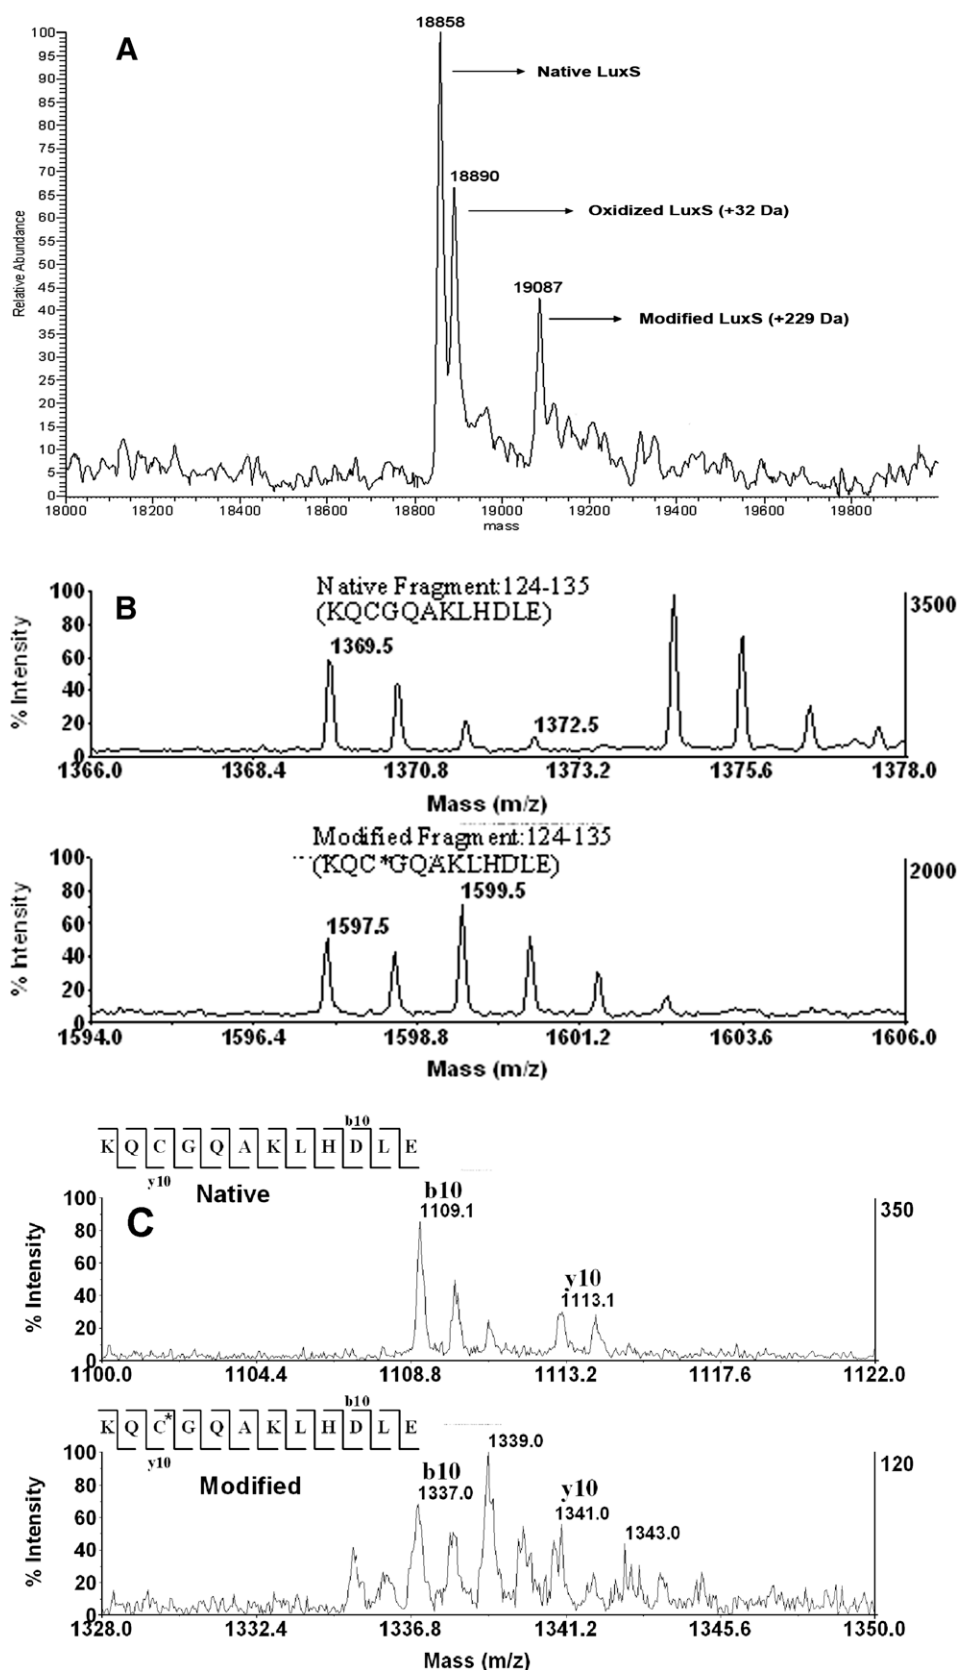 A
18858
Native LuxS
18890
Oxidized LuxS (+32 Da)
19087
Modified LuxS (+229 Da)
Relative Abundance
100
95
90
85
80
75
70
65
60
55
50
45
40
35
30
25
20
15
10
5
0
18000 18200 18400 18600 18800 19000 19200 19400 19600 19800
mass
B
Native Fragment:124-135
(KQCGQAKLHDLE)
1369.5
1372.5
3500
% Intensity
100
80
60
40
20
0
1366.0 1368.4 1370.8 1373.2 1375.6 1378.0
Mass (m/z)
Modified Fragment:124-135
(KQC*GQAKLHDLE)
1597.5
1599.5
2000
% Intensity
100
80
60
40
20
0
1594.0 1596.4 1598.8 1601.2 1603.6 1606.0
Mass (m/z)
b10
K Q C G Q A K L H D L E
y10
Native
C
b10
1109.1
y10
1113.1
350
% Intensity
100
80
60
40
20
0
1100.0 1104.4 1108.8 1113.2 1117.6 1122.0
b10
K Q C* G Q A K L H D L E
y10
Modified
b10
1337.0
1339.0
y10
1341.0
1343.0
120
% Intensity
100
80
60
40
20
0
1328.0 1332.4 1336.8 1341.2 1345.6 1350.0
Mass (m/z)